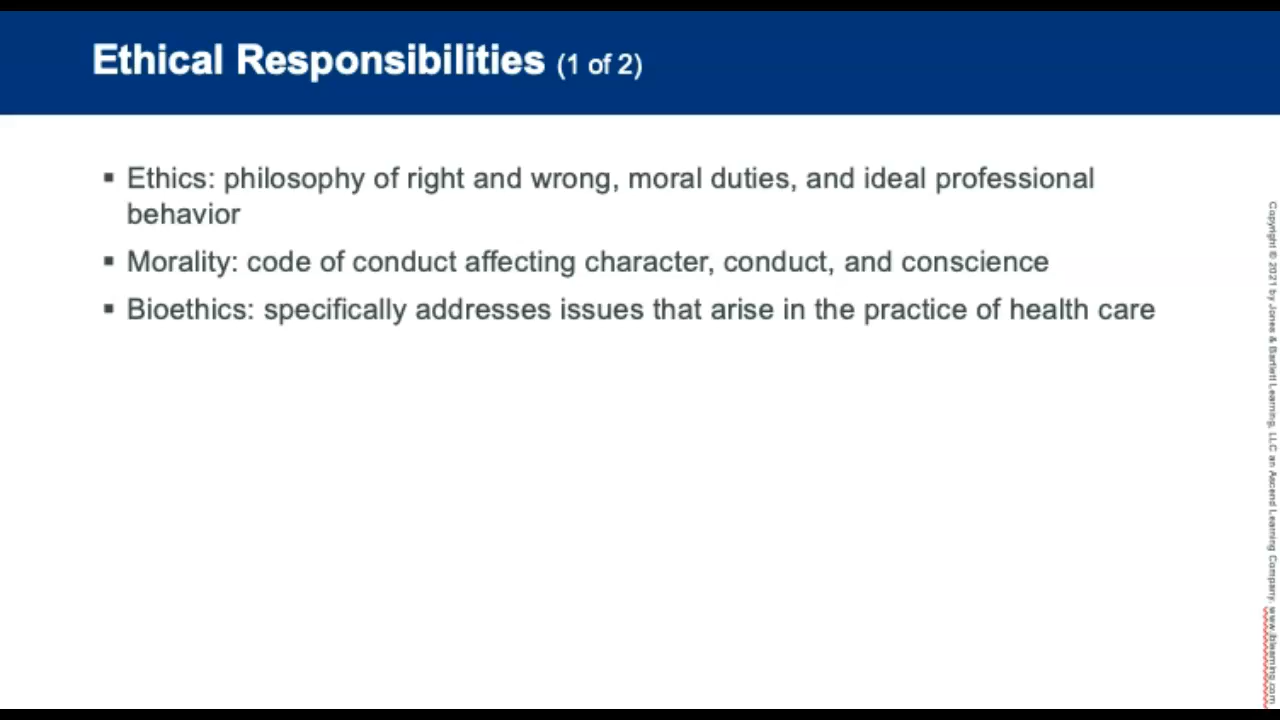 Ethical Responsibilities (1 of 2)
▪ Ethics: philosophy of right and wrong, moral duties, and ideal professional
behavior
▪ Morality: code of conduct affecting character, conduct, and conscience
▪ Bioethics: specifically addresses issues that arise in the practice of health care
Copyright © 2021 by Jones & Bartlett Learning, LLC an Ascend Learning Company. www.jblearning.com